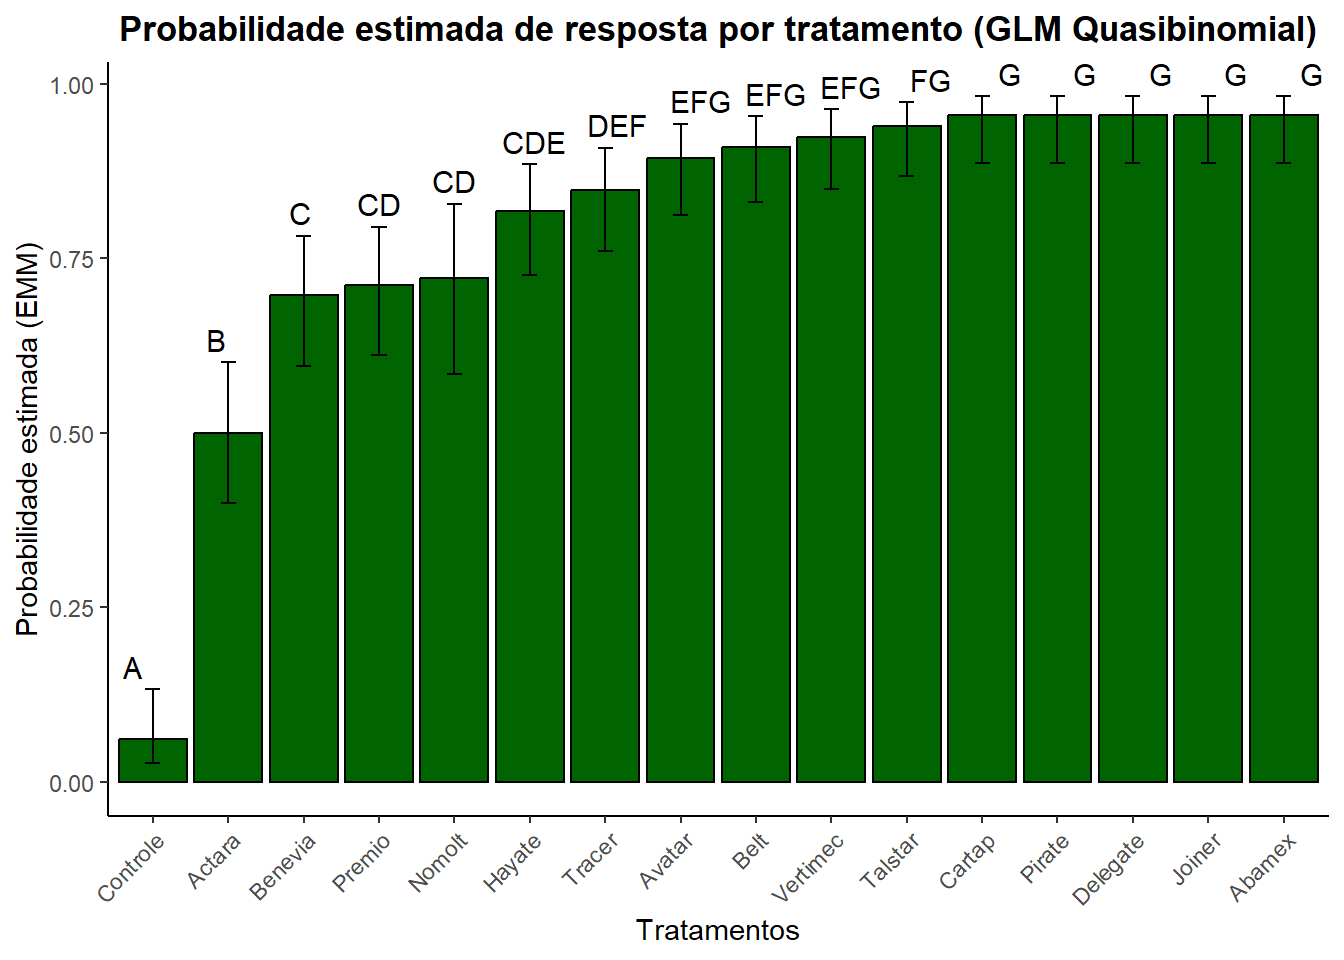 Probabilidade estimada de resposta por tratamento (GLM Quasibinomial)
Probabilidade estimada (EMM)
1.00
0.75
0.50
0.25
0.00
A
B
C
CD
CD
CDE
DEF
EFG
EFG
EFG
FG
G
G
G
G
G
Controle
Actara
Benevia
Premio
Nomolt
Hayate
Tracer
Avatar
Belt
Vertimec
Talstar
Cartap
Pirate
Delegate
Joiner
Abamex
Tratamentos